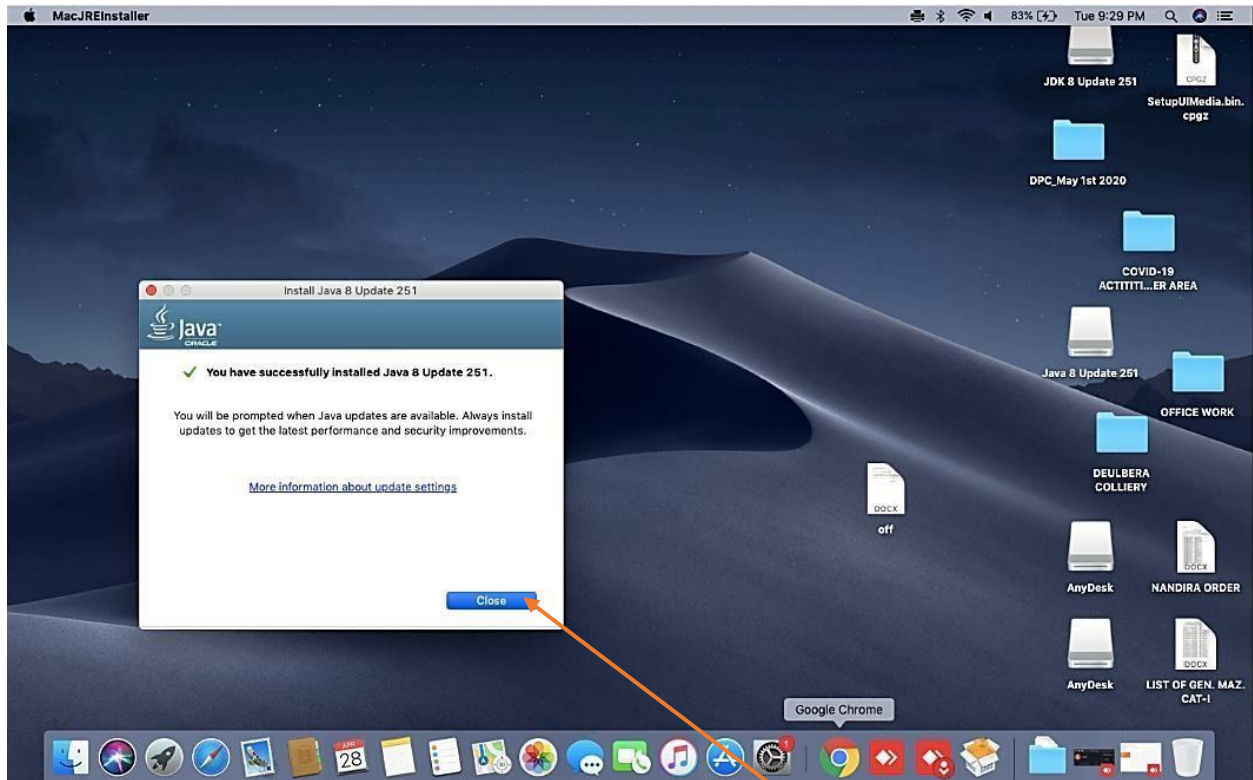 MacJREInstaller
83%
Tue 9:29 PM
JDK 8 Update 251
CPGZ
SetupUIMedia.bin.
cpgz
DPC_May 1st 2020
COVID-19
ACTITITI...ER AREA
Install Java 8 Update 251
Java
ORACLE
You have successfully installed Java 8 Update 251.
You will be prompted when Java updates are available. Always install
updates to get the latest performance and security improvements.
More information about update settings
Close
Java 8 Update 251
OFFICE WORK
DEULBERA
COLLIERY
DOCX
off
AnyDesk
DOCX
NANDIRA ORDER
AnyDesk
DOCX
LIST OF GEN. MAZ.
CAT-I
Google Chrome
APR
28
1